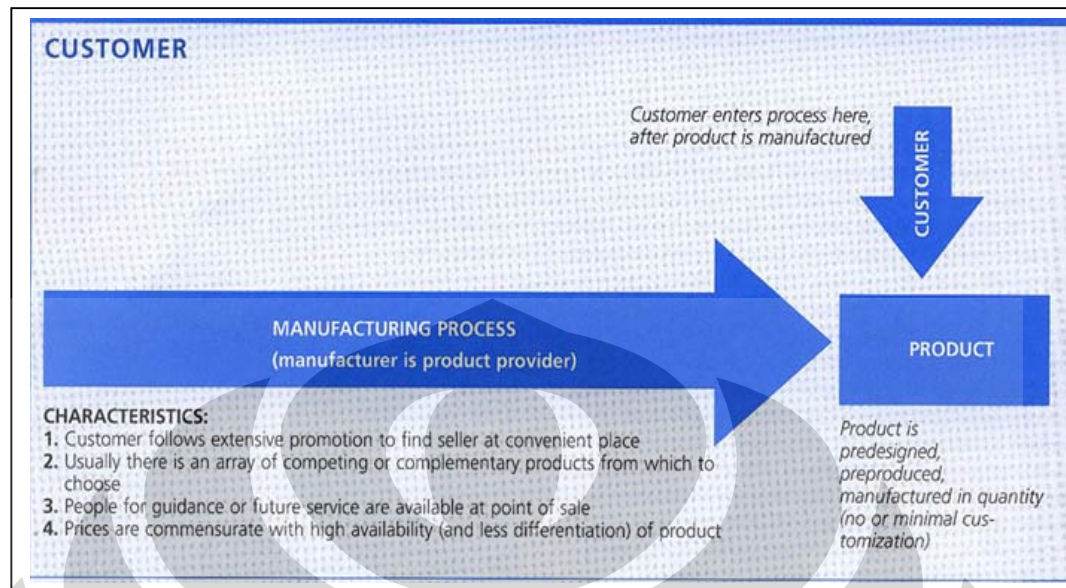 CUSTOMER
Customer enters process here,
after product is manufactured
CUSTOMER
MANUFACTURING PROCESS
(manufacturer is product provider)
PRODUCT
CHARACTERISTICS:
1. Customer follows extensive promotion to find seller at convenient place
2. Usually there is an array of competing or complementary products from which to
choose
3. People for guidance or future service are available at point of sale
4. Prices are commensurate with high availability (and less differentiation) of product
Product is
predesigned,
preproduced,
manufactured in quantity
(no or minimal cus-
tomization)